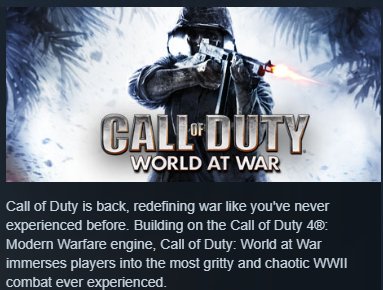 CALL OF DUTY
WORLD AT WAR
Call of Duty is back, redefining war like you've never
experienced before. Building on the Call of Duty 4®:
Modern Warfare engine, Call of Duty: World at War
immerses players into the most gritty and chaotic WWII
combat ever experienced.